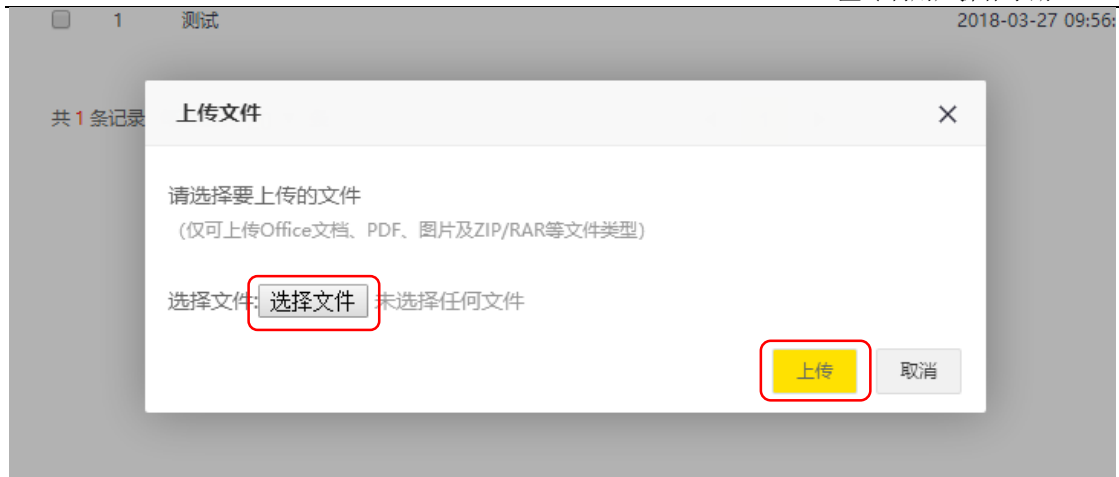 1 测试 2018-03-27 09:56:
共 1 条记录
上传文件
请选择要上传的文件
(仅可上传Office文档、PDF、图片及ZIP/RAR等文件类型)
选择文件: 选择文件 未选择任何文件
上传 取消